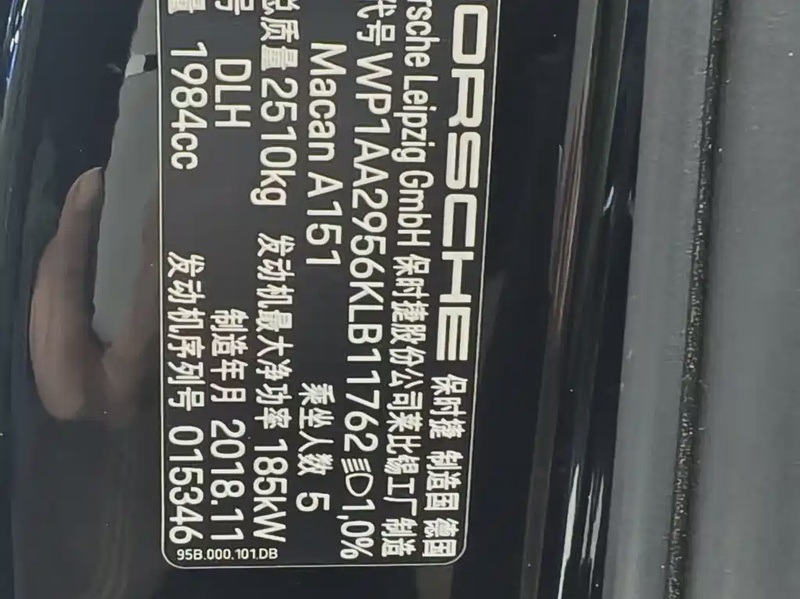 ORSCHE 保时捷 制造国 德国
rsche Leipzig GmbH 保时捷股份公司莱比锡工厂制造
代号 WP1AA2956KLB11762 1,0%
Macan A151 乘坐人数 5
总质量 2510kg 发动机最大净功率 185kW
号 DLH 制造年月 2018.11
量 1984cc 发动机序列号 015346
95B.000.101.DB